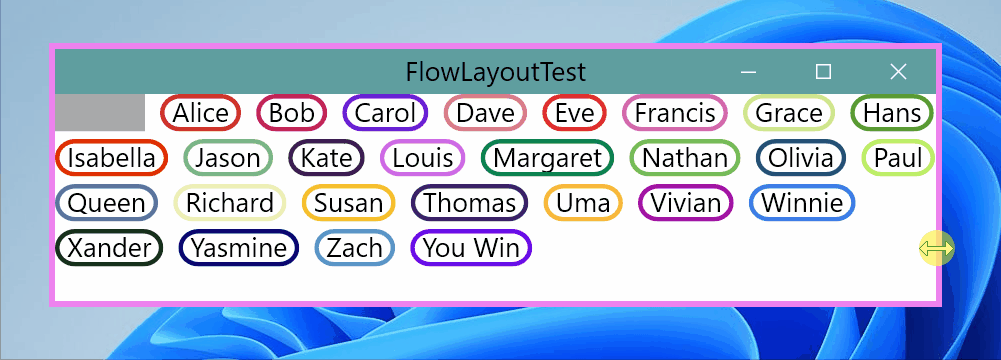 FlowLayoutTest
Alice Bob Carol Dave Eve Francis Grace Hans
Isabella Jason Kate Louis Margaret Nathan Olivia Paul
Queen Richard Susan Thomas Uma Vivian Winnie
Xander Yasmine Zach You Win